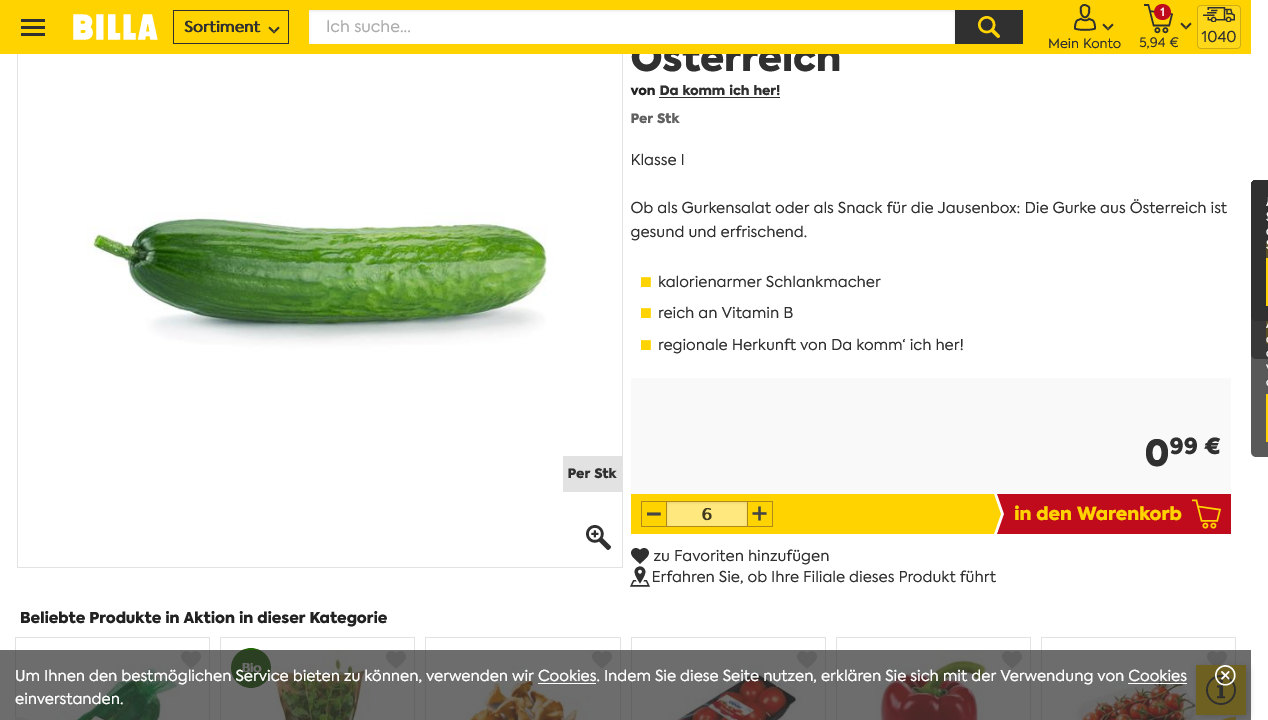 BILLA
Sortiment
Ich suche...
Mein Konto
1
5,94 €
1040
Österreich
von Da komm ich her!
Per Stk
Klasse I
Ob als Gurkensalat oder als Snack für die Jausenbox: Die Gurke aus Österreich ist
gesund und erfrischend.
kalorienarmer Schlankmacher
reich an Vitamin B
regionale Herkunft von Da komm‘ ich her!
Per Stk
0 99 €
6
in den Warenkorb
zu Favoriten hinzufügen
Erfahren Sie, ob Ihre Filiale dieses Produkt führt
Beliebte Produkte in Aktion in dieser Kategorie
Bio
Um Ihnen den bestmöglichen Service bieten zu können, verwenden wir Cookies. Indem Sie diese Seite nutzen, erklären Sie sich mit der Verwendung von Cookies
einverstanden.